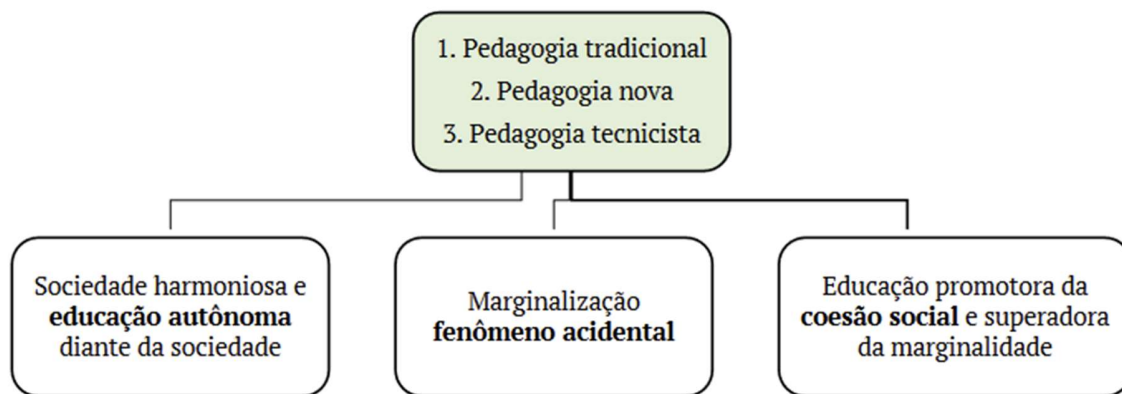 1. Pedagogia tradicional
2. Pedagogia nova
3. Pedagogia tecnicista
Sociedade harmoniosa e
educação autônoma
diante da sociedade
Marginalização
fenômeno acidental
Educação promotora da
coesão social e superadora
da marginalidade